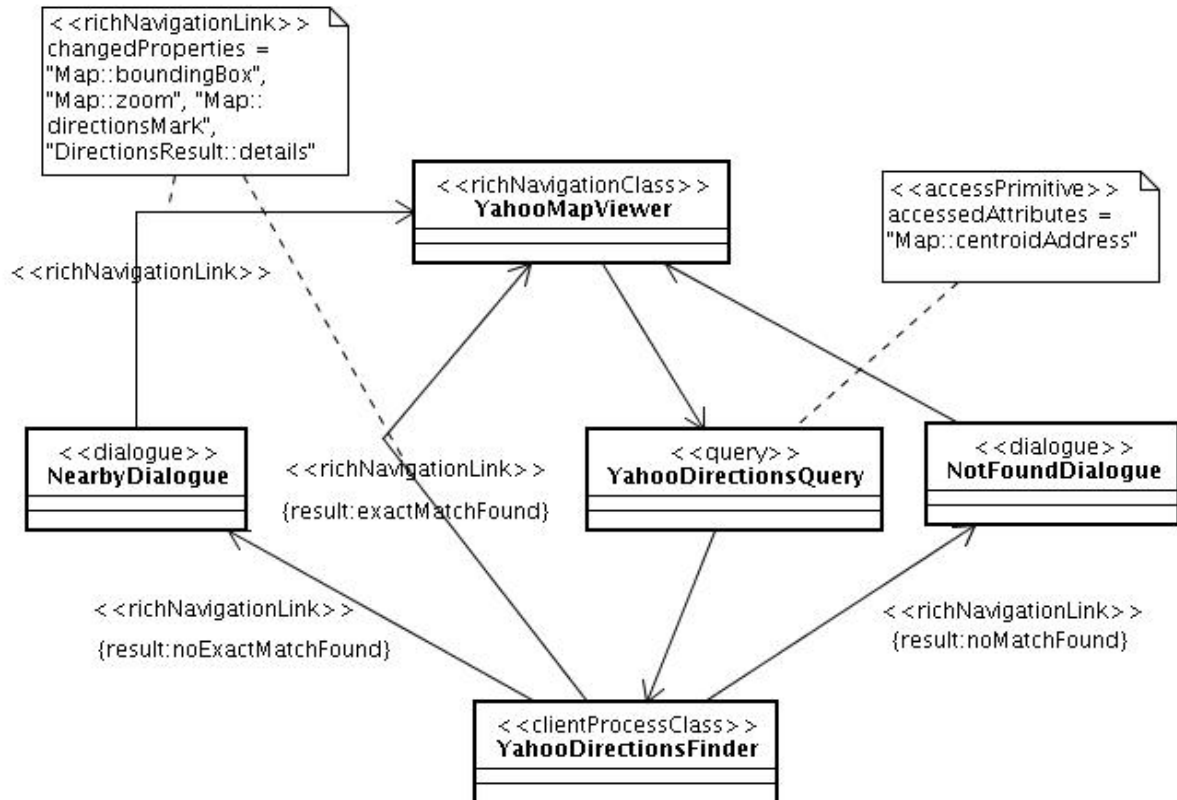 <<richNavigationLink>>
changedProperties =
"Map::boundingBox",
"Map::zoom", "Map::
directionsMark",
"DirectionsResult::details"
<<richNavigationClass>>
YahooMapViewer
<<accessPrimitive>>
accessedAttributes =
"Map::centroidAddress"
<<richNavigationLink>>
<<dialogue>>
NearbyDialogue
<<richNavigationLink>>
{result:exactMatchFound}
<<query>>
YahooDirectionsQuery
<<dialogue>>
NotFoundDialogue
<<richNavigationLink>>
{result:noExactMatchFound}
<<richNavigationLink>>
{result:noMatchFound}
<<clientProcessClass>>
YahooDirectionsFinder